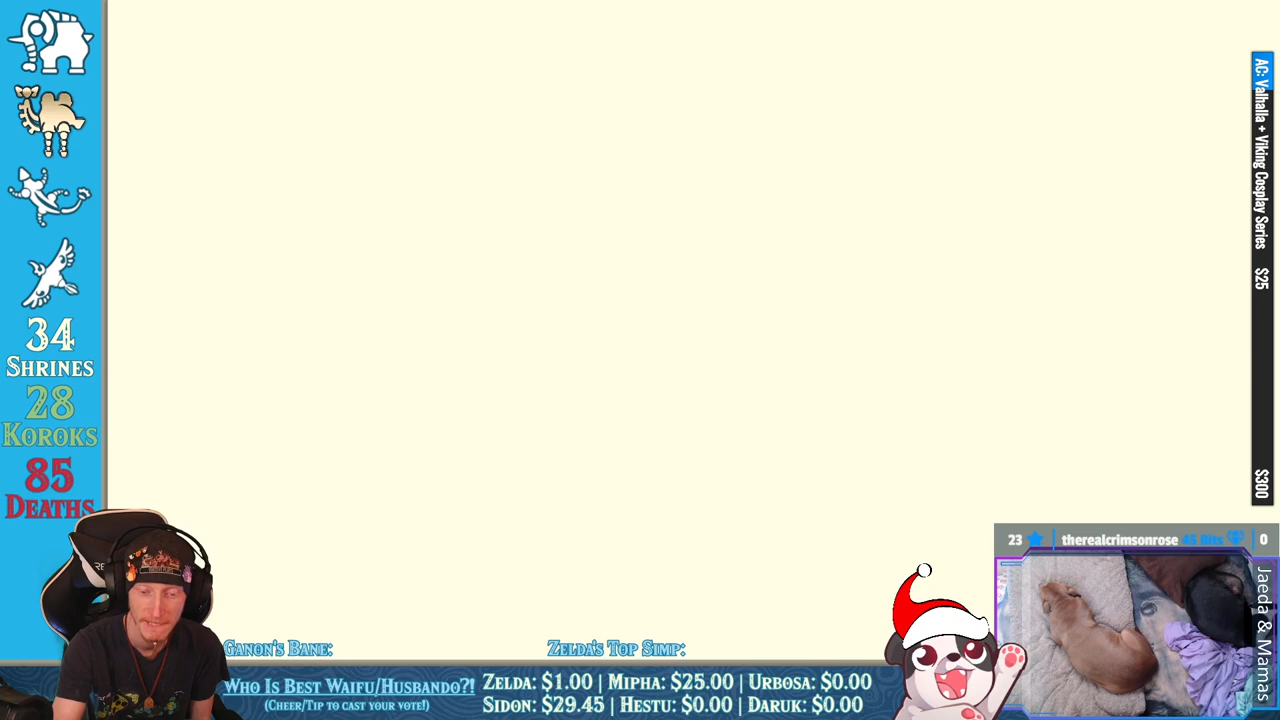 34
SHRINES
28
KOROKS
85
DEATHS
AC: Valhalla + Viking Cosplay Series $25 $300
23 therealcrimsonrose 45 Bits 0
Jaeda & Mamas
GANON'S BANE: ZELDA'S TOP SIMP:
WHO IS BEST WAIFU/HUSBANDO?!
(CHEER/TIP TO CAST YOUR VOTE!)
ZELDA: $1.00 | MIPHA: $25.00 | URBOSA: $0.00
SIDON: $29.45 | HESTU: $0.00 | DARUK: $0.00